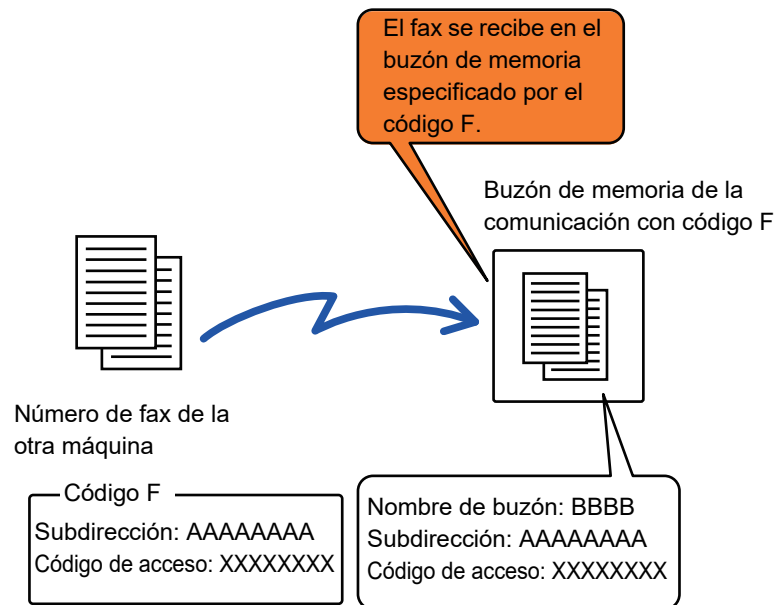 El fax se recibe en el
buzón de memoria
especificado por el
código F.
Buzón de memoria de la
comunicación con código F
Número de fax de la
otra máquina
Código F
Subdirección: AAAAAAAA
Código de acceso: XXXXXXXX
Nombre de buzón: BBBB
Subdirección: AAAAAAAA
Código de acceso: XXXXXXXX